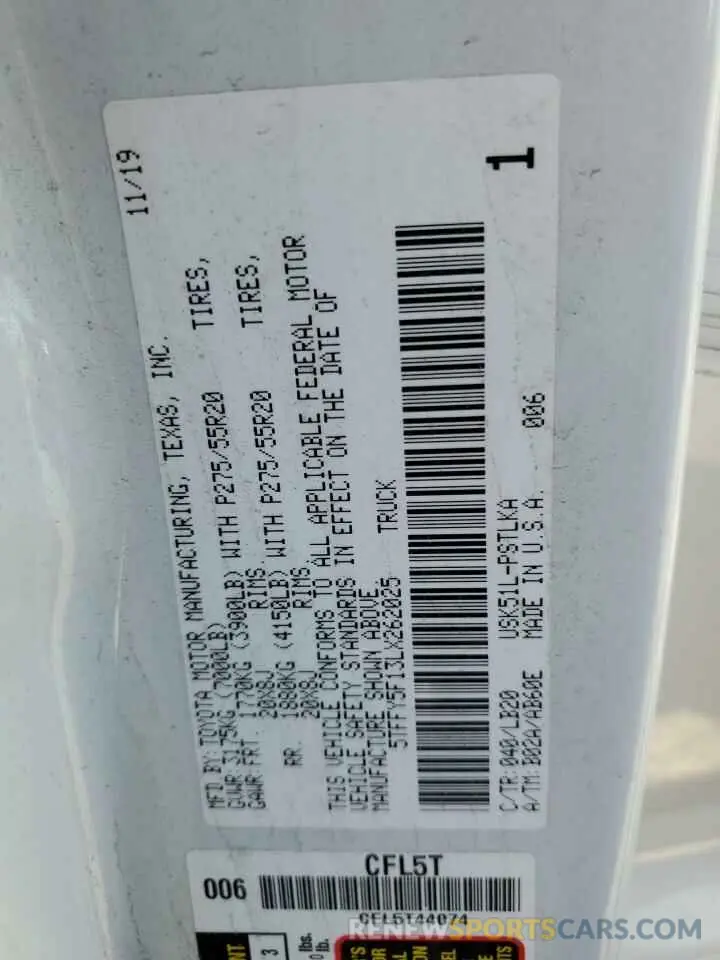 MFD BY: TOYOTA MOTOR MANUFACTURING, TEXAS, INC. 11/19
GVWR: 3175KG (7000LB)
GAWR: FRT. 1770KG (3900LB) WITH P275/55R20 TIRES,
20X8J RIMS.
RR. 1880KG (4150LB) WITH P275/55R20 TIRES,
20X8J RIMS.
THIS VEHICLE CONFORMS TO ALL APPLICABLE FEDERAL MOTOR
VEHICLE SAFETY STANDARDS IN EFFECT ON THE DATE OF
MANUFACTURE SHOWN ABOVE.
5TFFY5F13LX262025 TRUCK
C/TR: 040/LB20 USK51L-PSTLKA 006
A/TM: B02A/AB60E MADE IN U.S.A. 1
CFL5T
006
CFL5T44074
3
lbs.
lb.
RENEWSPORTSCARS.COM